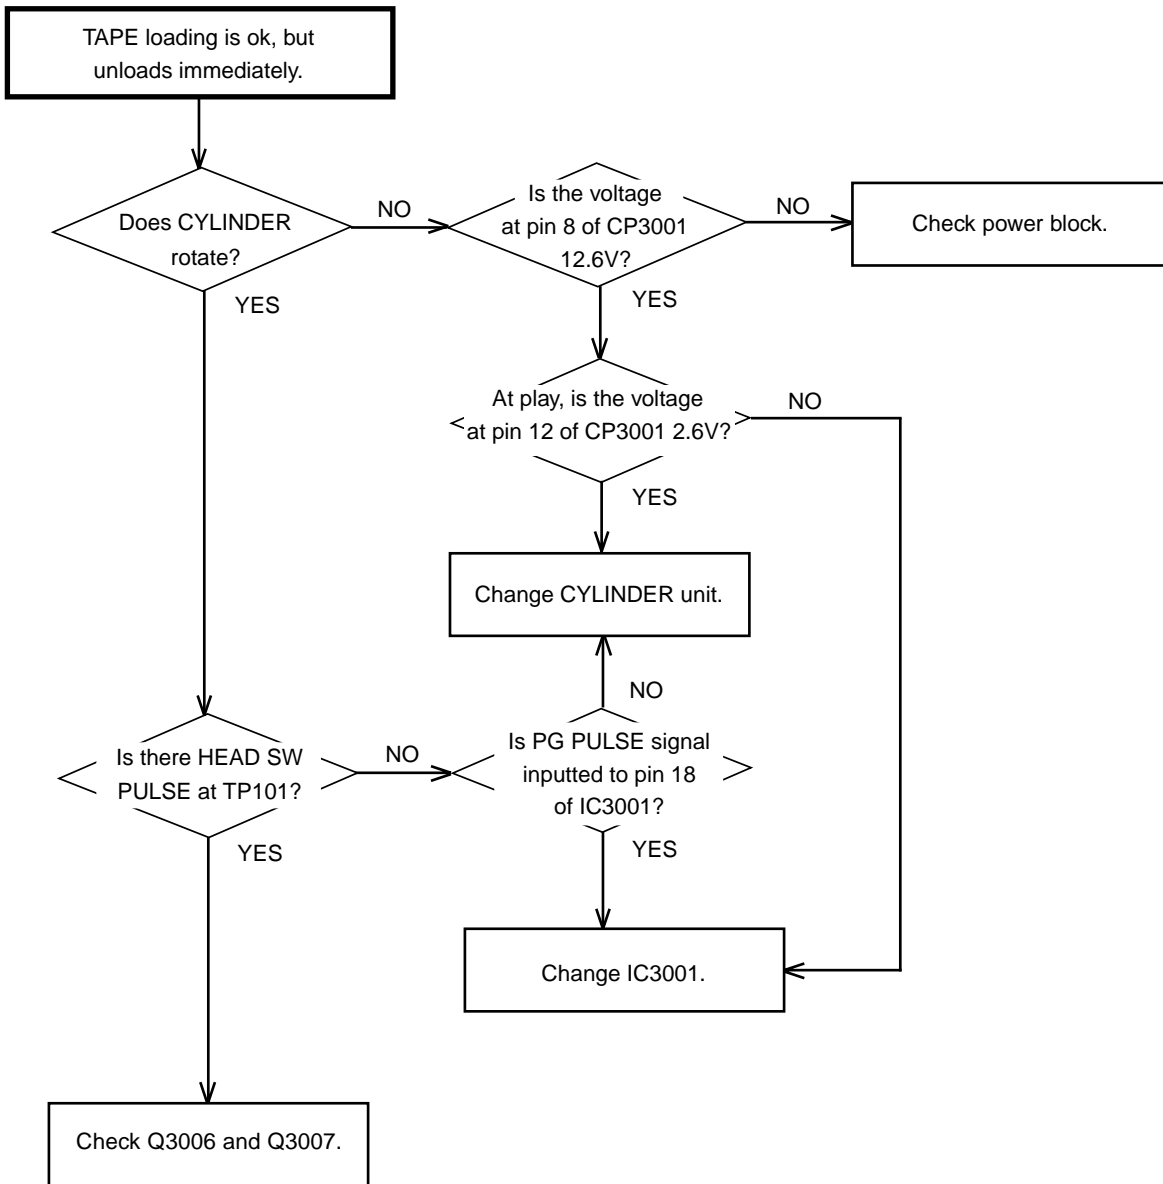 TAPE loading is ok, but
unloads immediately.
Does CYLINDER
rotate?
NO
YES
Is the voltage
at pin 8 of CP3001
12.6V?
NO
YES
Check power block.
At play, is the voltage
at pin 12 of CP3001 2.6V?
NO
YES
Change CYLINDER unit.
NO
Is there HEAD SW
PULSE at TP101?
NO
YES
Is PG PULSE signal
inputted to pin 18
of IC3001?
YES
Change IC3001.
Check Q3006 and Q3007.